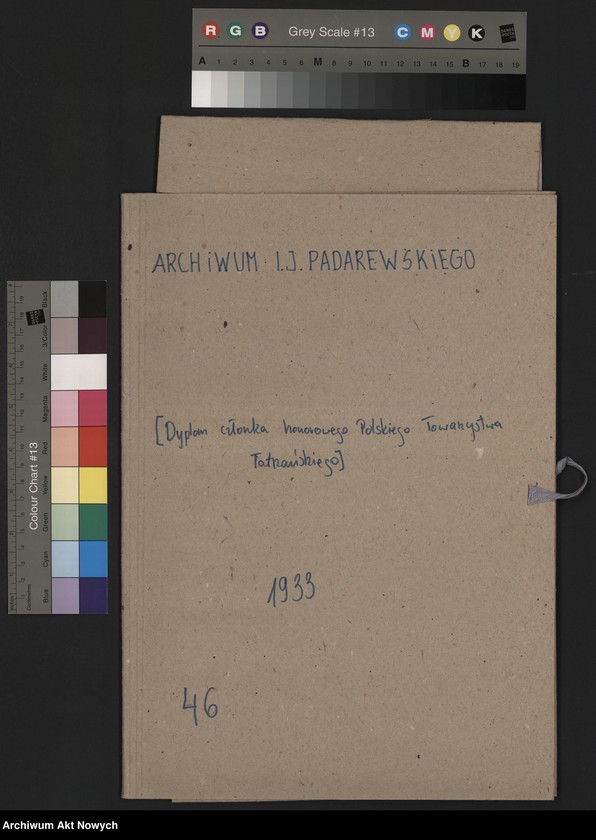 R G B Grey Scale #13 C M Y K
A 1 2 3 4 5 6 M 8 9 10 11 12 13 14 15 B 17 18 19
ARCHIWUM I.J. PADAREWSKIEGO
[Dyplom członka honorowego Polskiego Towarzystwa
Tatrzańskiego]
1933
46
Colour Chart #13
Blue Cyan Green Yellow Red Magenta White 3/Color Black
Archiwum Akt Nowych